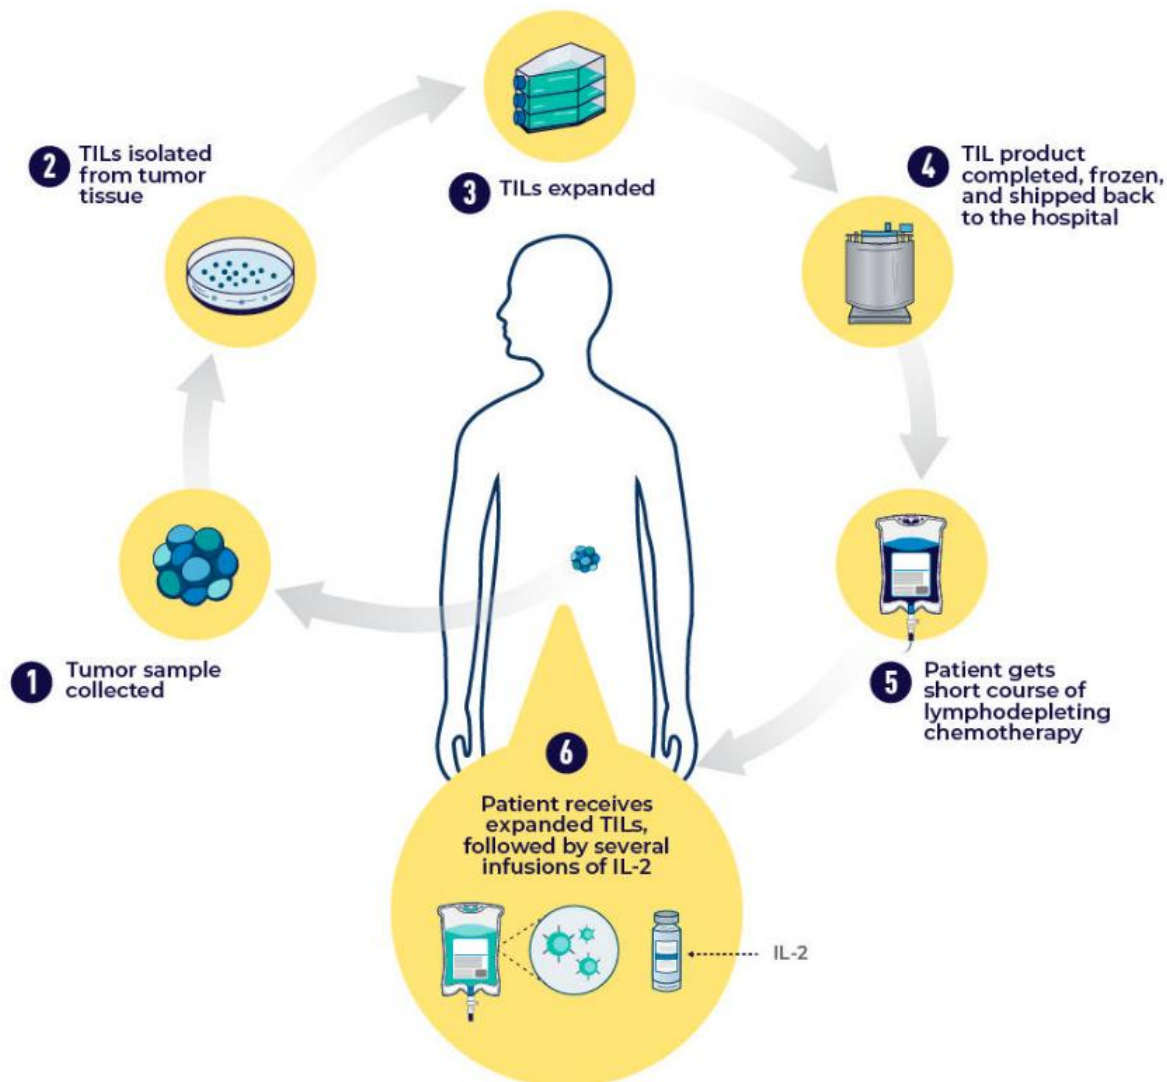 1
Tumor sample
collected
2
TILs isolated
from tumor
tissue
3
TILs expanded
4
TIL product
completed, frozen,
and shipped back
to the hospital
5
Patient gets
short course of
lymphodepleting
chemotherapy
6
Patient receives
expanded TILs,
followed by several
infusions of IL-2
IL-2